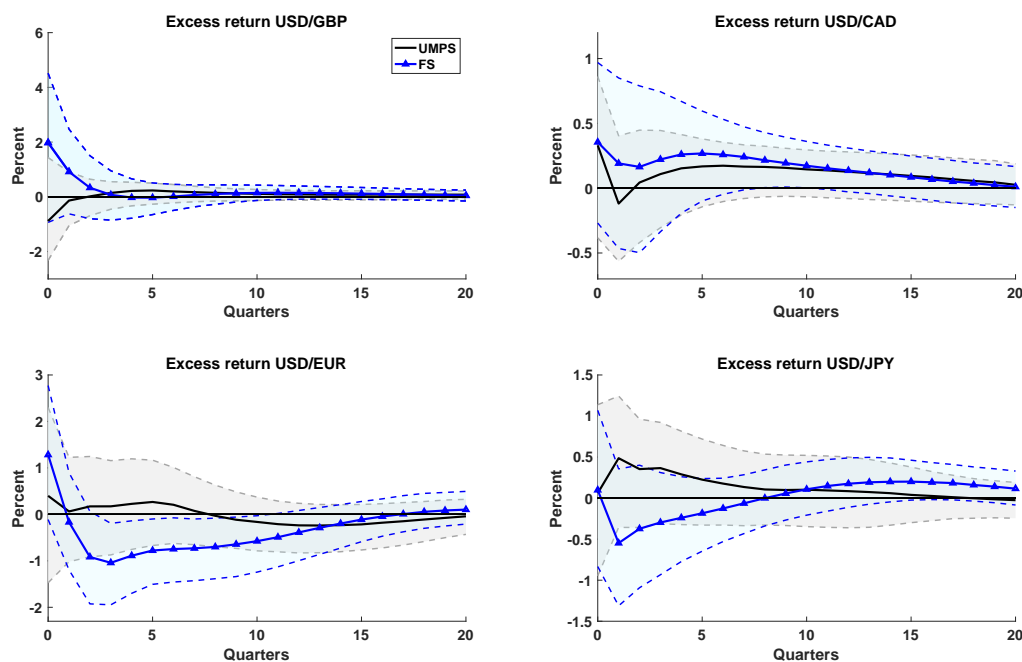 Excess return USD/GBP
6
4
2
0
-2
Percent
UMPS
FS
0 5 10 15 20
Quarters
Excess return USD/CAD
1
0.5
0
-0.5
Percent
0 5 10 15 20
Quarters
Excess return USD/EUR
3
2
1
0
-1
-2
Percent
0 5 10 15 20
Quarters
Excess return USD/JPY
1.5
1
0.5
0
-0.5
-1
-1.5
Percent
0 5 10 15 20
Quarters